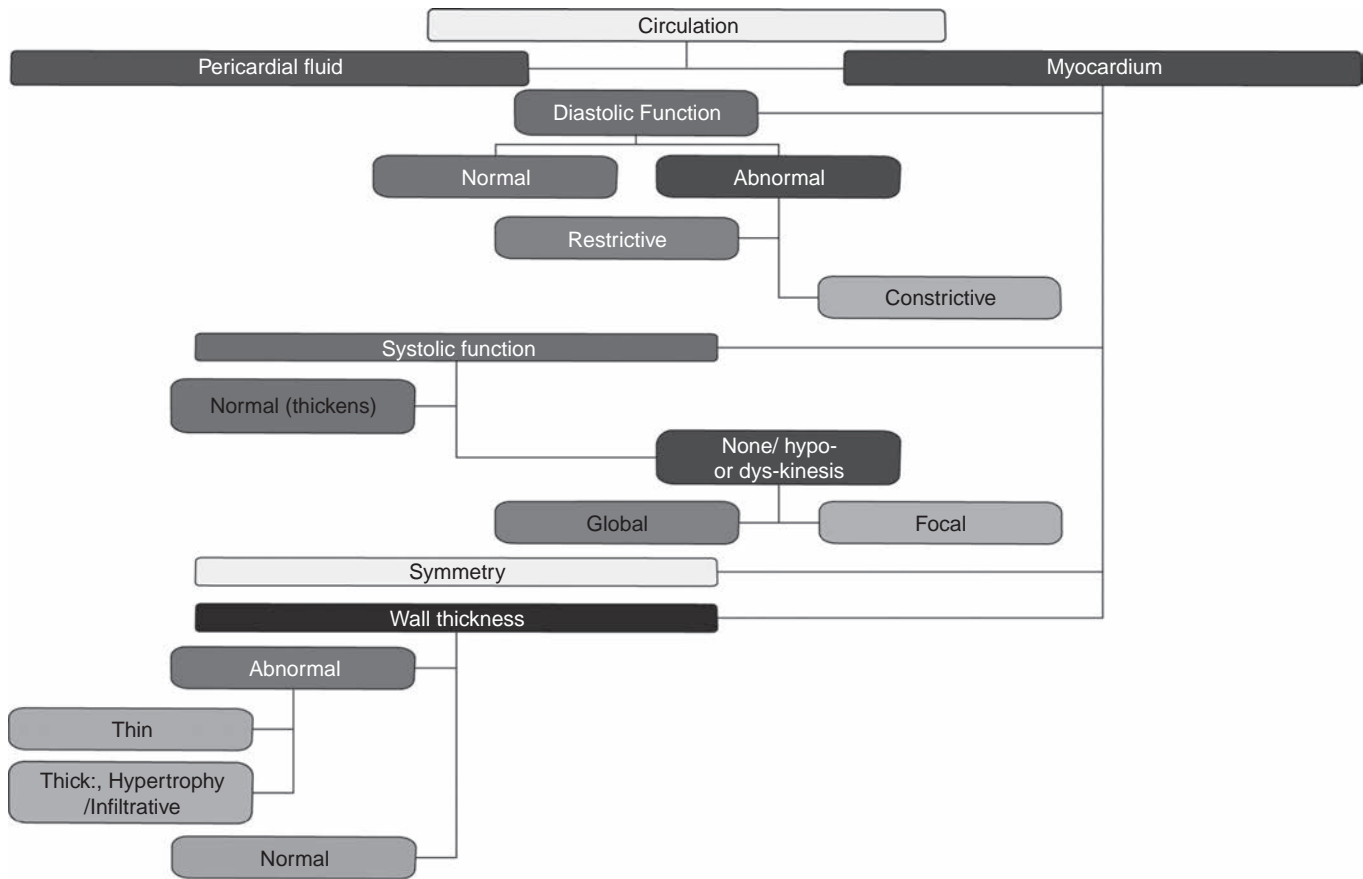 Circulation
Pericardial fluid
Myocardium
Diastolic Function
Normal
Abnormal
Restrictive
Constrictive
Systolic function
Normal (thickens)
None/ hypo-
or dys-kinesis
Global
Focal
Symmetry
Wall thickness
Abnormal
Thin
Thick:, Hypertrophy
/Infiltrative
Normal